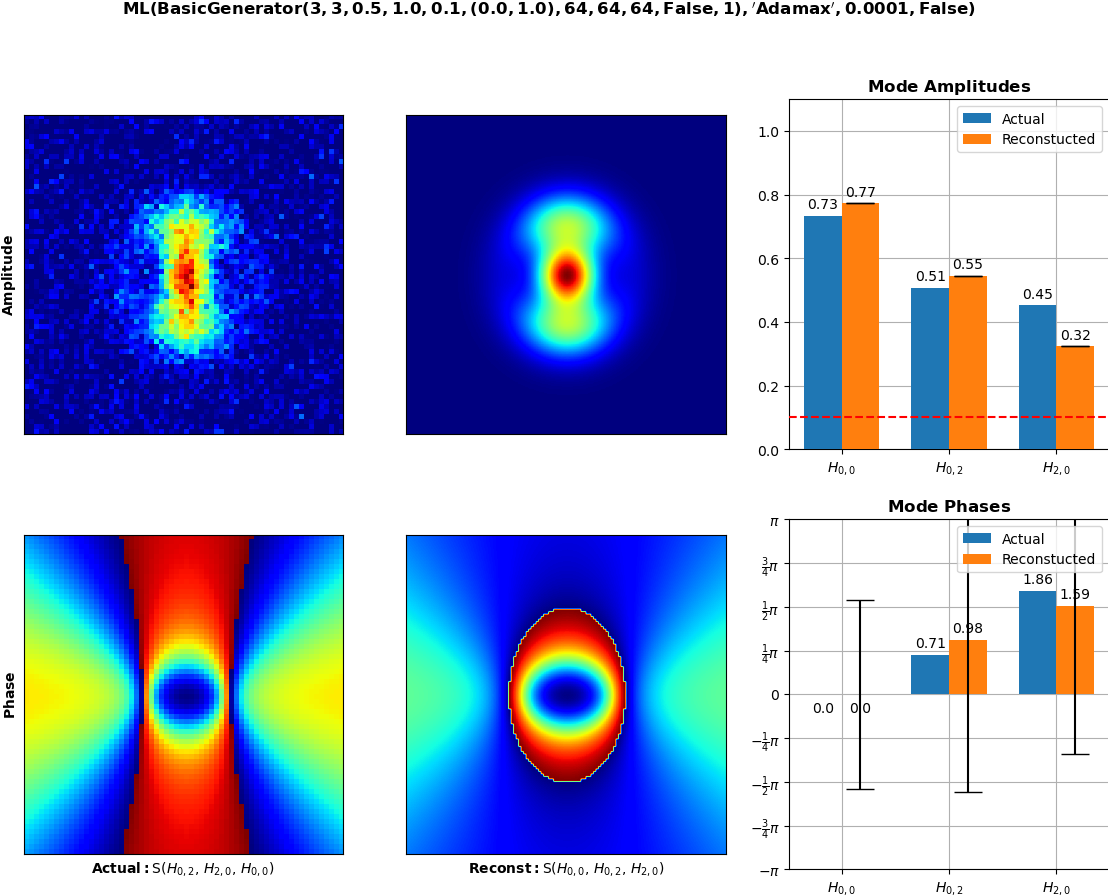 ML(BasicGenerator(3, 3, 0.5, 1.0, 0.1, (0.0, 1.0), 64, 64, 64, False, 1), ′Adamax′, 0.0001, False)
Amplitude
Mode Amplitudes
Actual
Reconstucted
1.0
0.8
0.6
0.4
0.2
0.0
0.73
0.77
0.51
0.55
0.45
0.32
H0,0
H0,2
H2,0
Phase
Actual: S(H0,2, H2,0, H0,0)
Reconst: S(H0,0, H0,2, H2,0)
Mode Phases
Actual
Reconstucted
π
3/4π
1/2π
1/4π
0
−1/4π
−1/2π
−3/4π
−π
0.0
0.0
0.71
0.98
1.86
1.59
H0,0
H0,2
H2,0